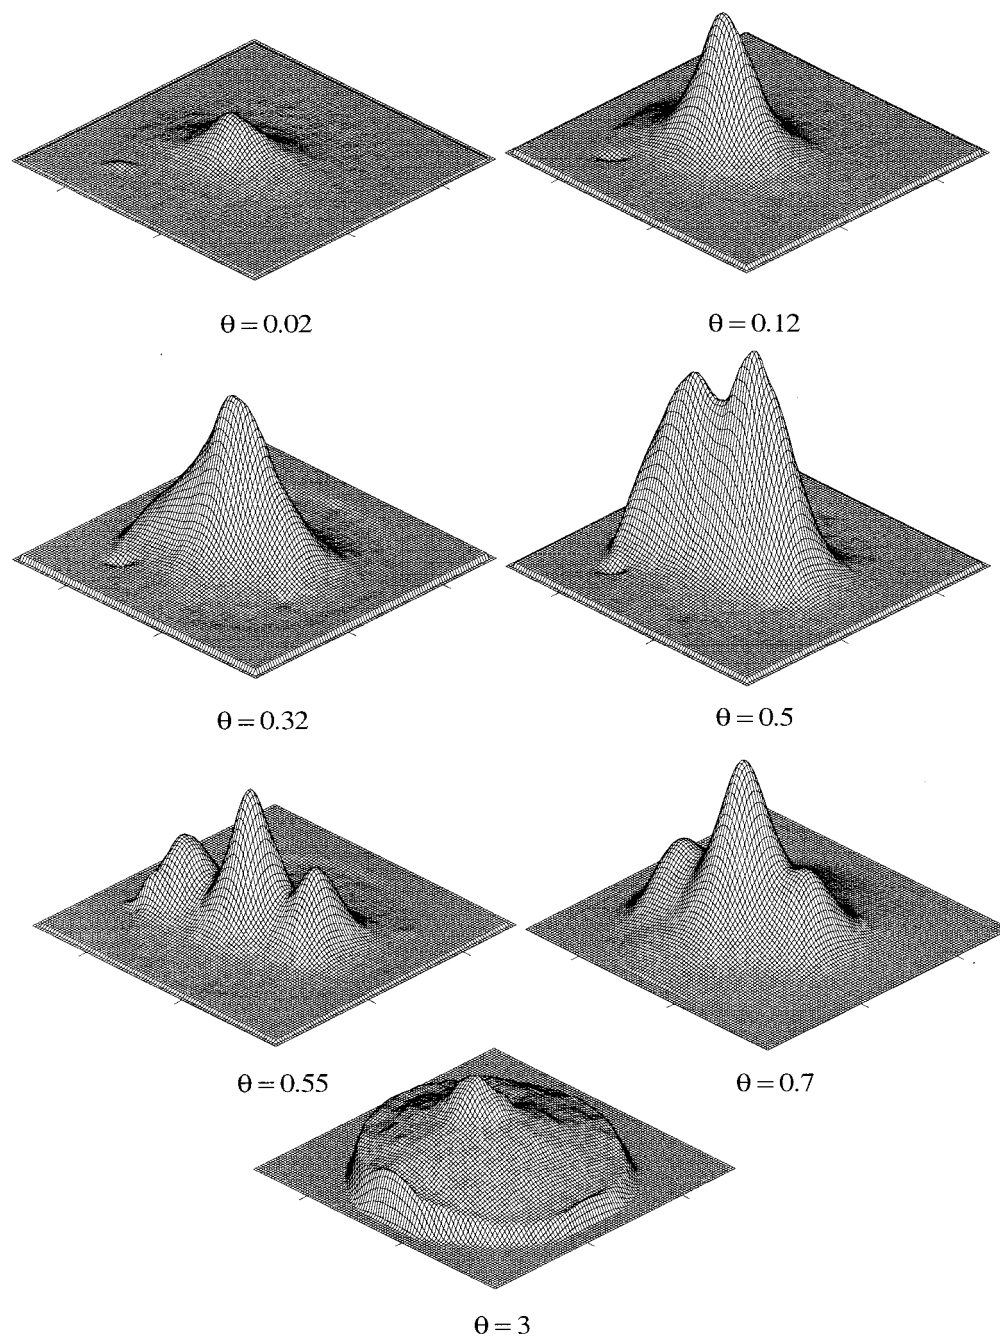 θ = 0.02
θ = 0.12
θ = 0.32
θ = 0.5
θ = 0.55
θ = 0.7
θ = 3